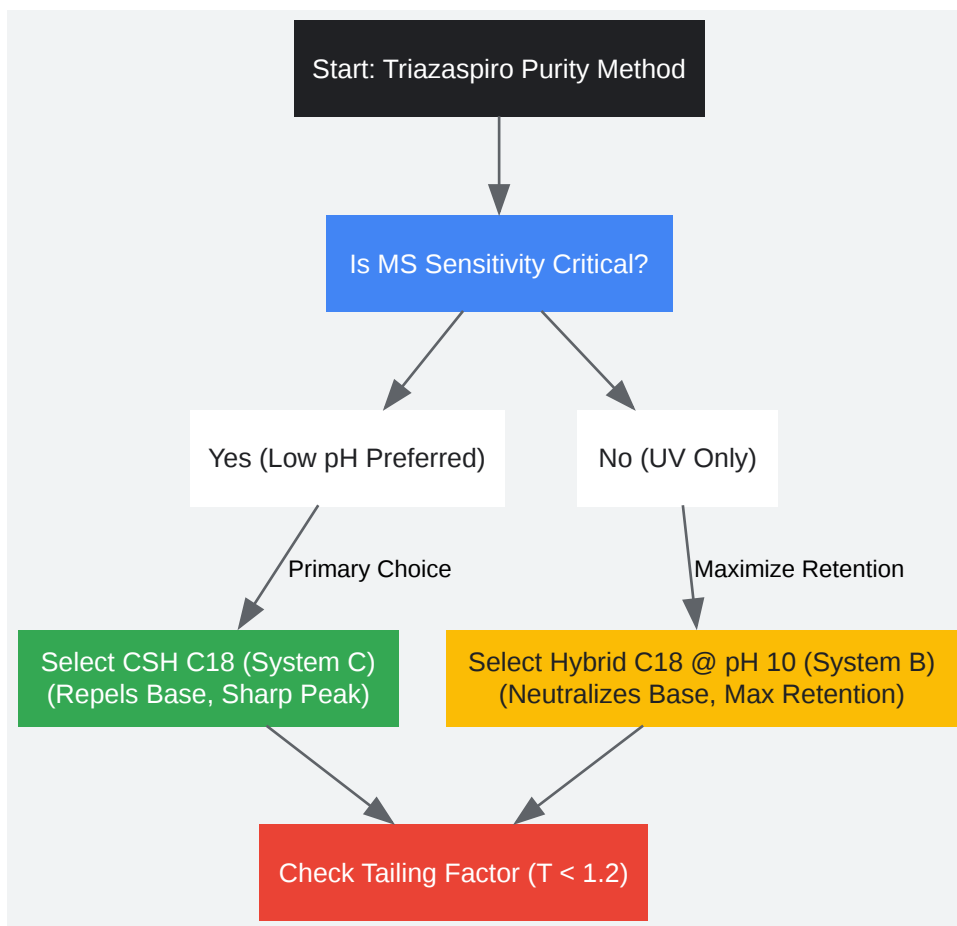 Start: Triazaspiro Purity Method
Is MS Sensitivity Critical?
Yes (Low pH Preferred)
No (UV Only)
Primary Choice
Maximize Retention
Select CSH C18 (System C)
(Repels Base, Sharp Peak)
Select Hybrid C18 @ pH 10 (System B)
(Neutralizes Base, Max Retention)
Check Tailing Factor (T < 1.2)